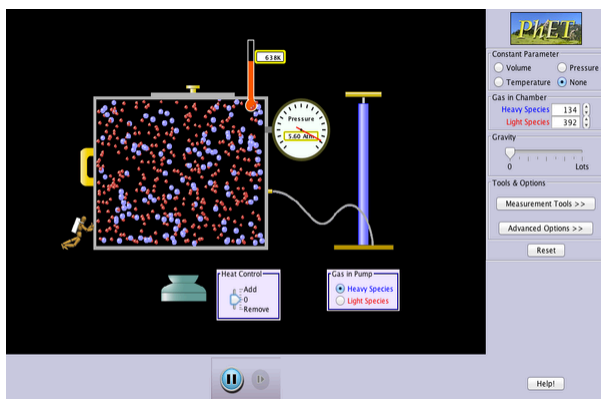 PhET
Constant Parameter
Volume
Pressure
Temperature
None
Gas in Chamber
Heavy Species
134
Light Species
392
Gravity
0
Lots
Tools & Options
Measurement Tools >>
Advanced Options >>
Reset
Help!
638K
Pressure
5.60 Atm
Heat Control
Add
0
Remove
Gas in Pump
Heavy Species
Light Species